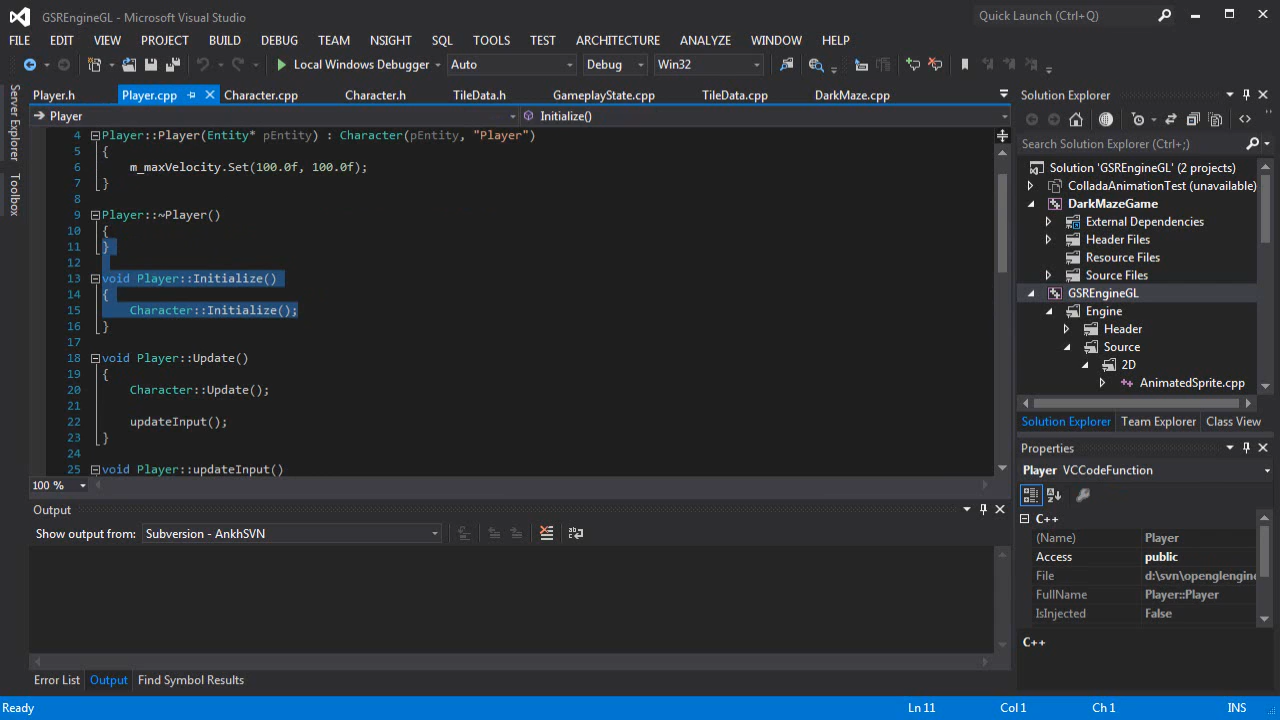 GSREngineGL - Microsoft Visual Studio
Quick Launch (Ctrl+Q)
FILE EDIT VIEW PROJECT BUILD DEBUG TEAM NSIGHT SQL TOOLS TEST ARCHITECTURE ANALYZE WINDOW HELP
Local Windows Debugger Auto Debug Win32
Server Explorer
Toolbox
Player.h Player.cpp Character.cpp Character.h TileData.h GameplayState.cpp TileData.cpp DarkMaze.cpp
Player Initialize()
4 Player::Player(Entity* pEntity) : Character(pEntity, "Player")
5 {
6 m_maxVelocity.Set(100.0f, 100.0f);
7 }
8
9 Player::~Player()
10 {
11 }
12
13 void Player::Initialize()
14 {
15 Character::Initialize();
16 }
17
18 void Player::Update()
19 {
20 Character::Update();
21
22 updateInput();
23 }
24
25 void Player::updateInput()
100 %
Output
Show output from: Subversion - AnkhSVN
Error List Output Find Symbol Results
Solution Explorer
Search Solution Explorer (Ctrl+;)
Solution 'GSREngineGL' (2 projects)
ColladaAnimationTest (unavailable)
DarkMazeGame
External Dependencies
Header Files
Resource Files
Source Files
GSREngineGL
Engine
Header
Source
2D
AnimatedSprite.cpp
Solution Explorer Team Explorer Class View
Properties
Player VCCodeFunction
C++
(Name) Player
Access public
File d:\svn\openglengine
FullName Player::Player
IsInjected False
C++
Ready Ln 11 Col 1 Ch 1 INS